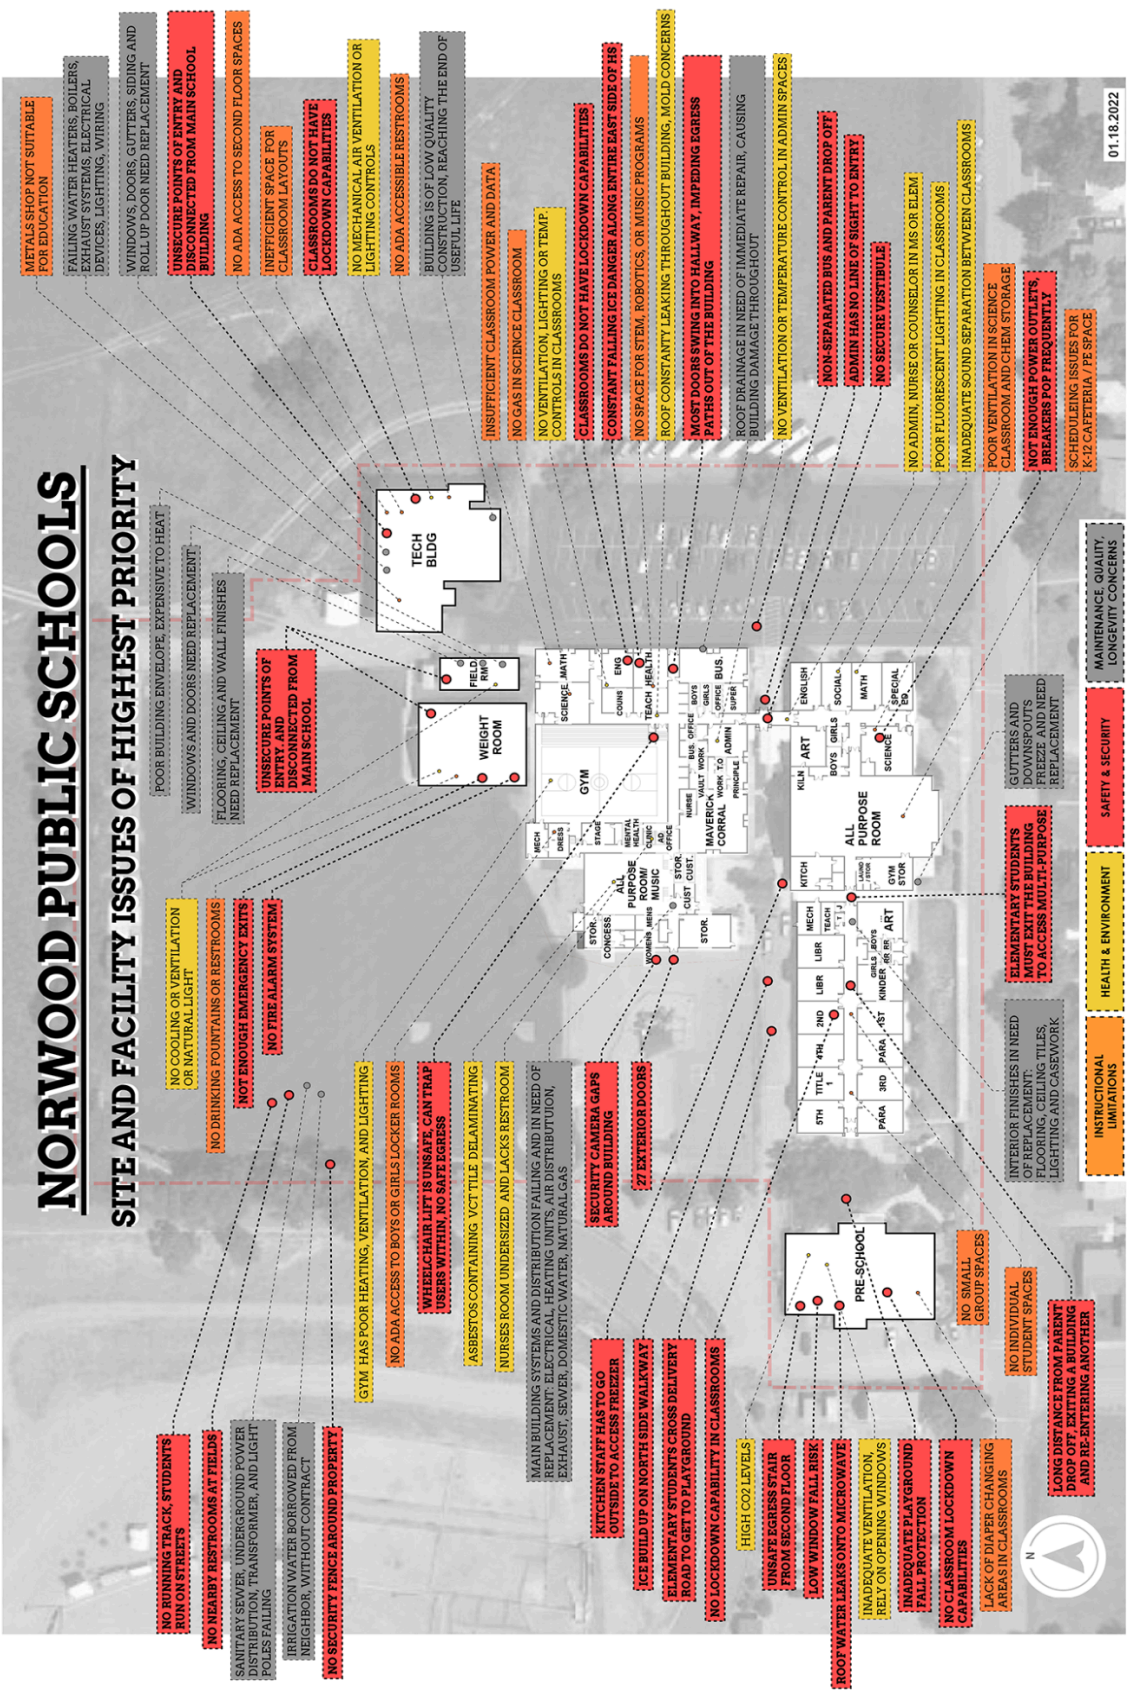 NORWOOD PUBLIC SCHOOLS
SITE AND FACILITY ISSUES OF HIGHEST PRIORITY
METALS SHOP NOT SUITABLE
FOR EDUCATION
FAILING WATER HEATERS, BOILERS,
EXHAUST SYSTEMS, ELECTRICAL
DEVICES, LIGHTING, WIRING
WINDOWS, DOORS, GUTTERS, SIDING AND
ROLL UP DOOR NEED REPLACEMENT
UNSECURE POINTS OF ENTRY AND
DISCONNECTED FROM MAIN SCHOOL
BUILDING
NO ADA ACCESS TO SECOND FLOOR SPACES
INEFFICIENT SPACE FOR
CLASSROOM LAYOUTS
CLASSROOMS DO NOT HAVE
LOCKDOWN CAPABILITIES
NO MECHANICAL AIR VENTILATION OR
LIGHTING CONTROLS
NO ADA ACCESSIBLE RESTROOMS
BUILDING IS OF LOW QUALITY
CONSTRUCTION, REACHING THE END OF
USEFUL LIFE
INSUFFICIENT CLASSROOM POWER AND DATA
NO GAS IN SCIENCE CLASSROOM
NO VENTILATION, LIGHTING OR TEMP.
CONTROLS IN CLASSROOMS
CLASSROOMS DO NOT HAVE LOCKDOWN CAPABILITIES
CONSTANT FALLING ICE DANGER ALONG ENTIRE EAST SIDE OF HS
NO SPACE FOR STEM, ROBOTICS, OR MUSIC PROGRAMS
ROOF CONSTANTY LEAKING THROUGHOUT BUILDING, MOLD CONCERNS
MOST DOORS SWING INTO HALLWAY, IMPEDING EGRESS
PATHS OUT OF THE BUILDING
ROOF DRAINAGE IN NEED OF IMMEDIATE REPAIR, CAUSING
BUILDING DAMAGE THROUGHOUT
NO VENTILATION OR TEMPERATURE CONTROL IN ADMIN SPACES
NON-SEPARATED BUS AND PARENT DROP OFF
ADMIN HAS NO LINE OF SIGHT TO ENTRY
NO SECURE VESTIBULE
NO ADMIN, NURSE OR COUNSELOR IN MS OR ELEM
POOR FLUORESCENT LIGHTING IN CLASSROOMS
INADEQUATE SOUND SEPARATION BETWEEN CLASSROOMS
POOR VENTILATION IN SCIENCE
CLASSROOM AND CHEM STORAGE
NOT ENOUGH POWER OUTLETS,
BREAKERS POP FREQUENTLY
SCHEDULEING ISSUES FOR
K-12 CAFETERIA / PE SPACE
01.18.2022
POOR BUILDING ENVELOPE, EXPENSIVE TO HEAT
WINDOWS AND DOORS NEED REPLACEMENT
FLOORING, CEILING AND WALL FINISHES
NEED REPLACEMENT
UNSECURE POINTS OF
ENTRY, AND
DISCONNECTED FROM
MAIN SCHOOL
NO COOLING OR VENTILATION
OR NATURAL LIGHT
NO DRINKING FOUNTAINS OR RESTROOMS
NOT ENOUGH EMERGENCY EXITS
NO FIRE ALARM SYSTEM
TECH
BLDG
FIELD
RM
WEIGHT
ROOM
SCIENCE
MATH
COUNS
ENG
TEACH
HEALTH
GYM
BOYS
GIRLS
OFFICE
SUPER
BUS.
BUS. OFFICE
VAULT
WORK
ADMIN
NURSE
WORK
T.O
PRINCIPLE
MAVERICK
CORRAL
MECH
DRESS
STAGE
MENTAL
HEALTH
CLINIC
AD
OFFICE
ALL
PURPOSE
ROOM/
MUSIC
STOR.
CUST
CUST.
STOR.
CONCESS.
WOMENS
MENS
STOR.
ENGLISH
SOCIAL
MATH
SPECIAL
ED
ART
KILN
BOYS
GIRLS
SCIENCE
ALL
PURPOSE
ROOM
KITCH
LAUND
STOR
GYM
STOR
MECH
TEACH
ART
LIBR
GIRLS
RR
BOYS
RR
LIBR
KINDER
2ND
1ST
4TH
PARA
TITLE
1
3RD
5TH
PARA
PRE-SCHOOL
GYM HAS POOR HEATING, VENTILATION, AND LIGHTING
NO ADA ACCESS TO BOYS OR GIRLS LOCKER ROOMS
WHEELCHAIR LIFT IS UNSAFE, CAN TRAP
USERS WITHIN, NO SAFE EGRESS
ASBESTOS CONTAINING VCT TILE DELAMINATING
NURSES ROOM UNDERSIZED AND LACKS RESTROOM
MAIN BUILDING SYSTEMS AND DISTRIBUTION FAILING AND IN NEED OF
REPLACEMENT: ELECTRICAL, HEATING UNITS, AIR DISTRIBUTUION,
EXHAUST, SEWER, DOMESTIC WATER, NATURAL GAS
SECURITY CAMERA GAPS
AROUND BUILDING
27 EXTERIOR DOORS
GUTTERS AND
DOWNSPOUTS
FREEZE AND NEED
REPLACEMENT
ELEMENTARY STUDENTS
MUST EXIT THE BUILDING
TO ACCESS MULTI-PURPOSE
INTERIOR FINISHES IN NEED
OF REPLACEMENT:
FLOORING, CEILING TILES,
LIGHTING AND CASEWORK
NO RUNNING TRACK, STUDENTS
RUN ON STREETS
NO NEARBY RESTROOMS AT FIELDS
SANITARY SEWER, UNDERGROUND POWER
DISTRIBUTION, TRANSFORMER, AND LIGHT
POLES FAILING
IRRIGATION WATER BORROWED FROM
NEIGHBOR, WITHOUT CONTRACT
NO SECURITY FENCE AROUND PROPERTY
KITCHEN STAFF HAS TO GO
OUTSIDE TO ACCESS FREEZER
ICE BUILD UP ON NORTH SIDE WALKWAY
ELEMENTARY STUDENTS CROSS DELIVERY
ROAD TO GET TO PLAYGROUND
NO LOCKDOWN CAPABILITY IN CLASSROOMS
HIGH CO2 LEVELS
UNSAFE EGRESS STAIR
FROM SECOND FLOOR
LOW WINDOW FALL RISK
ROOF WATER LEAKS ONTO MICROWAVE
INADEQUATE VENTILATION,
RELY ON OPENING WINDOWS
INADEQUATE PLAYGROUND
FALL PROTECTION
NO CLASSROOM LOCKDOWN
CAPABILITIES
LACK OF DIAPER CHANGING
AREAS IN CLASSROOMS
NO SMALL
GROUP SPACES
NO INDIVIDUAL
STUDENT SPACES
LONG DISTANCE FROM PARENT
DROP OFF, EXITING A BUILDING
AND RE-ENTERING ANOTHER
N
INSTRUCTIONAL
LIMITATIONS
HEALTH & ENVIRONMENT
SAFETY & SECURITY
MAINTENANCE, QUALITY,
LONGEVITY CONCERNS